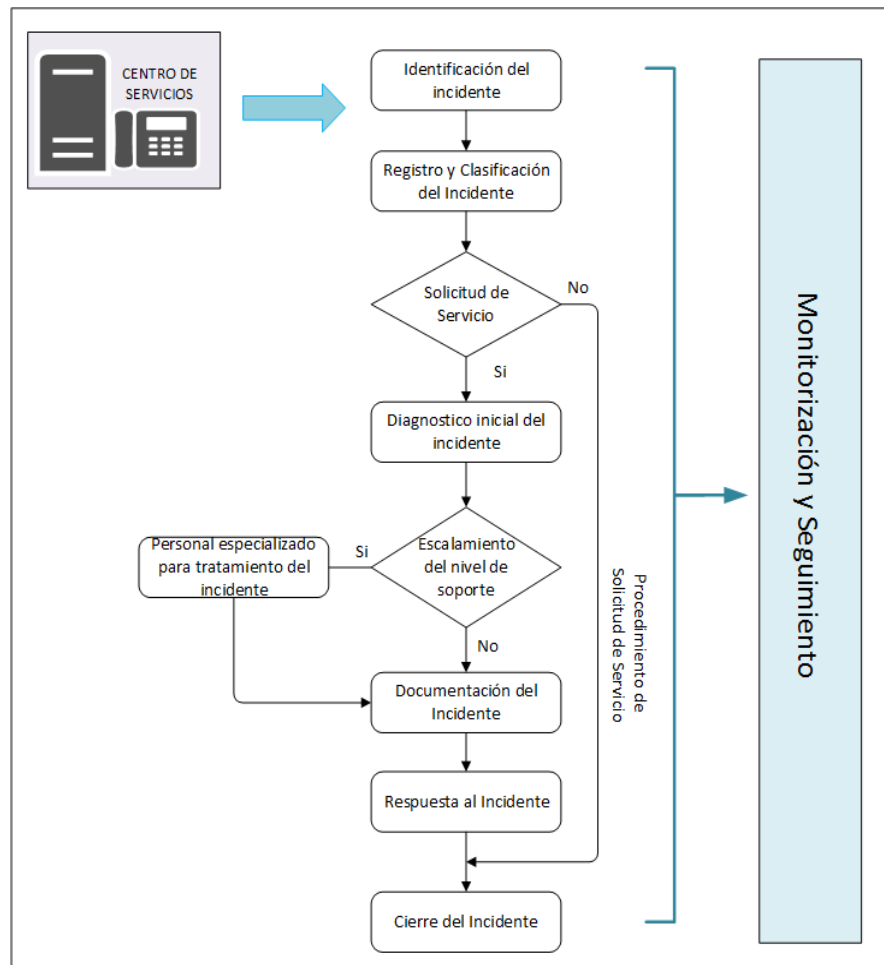 CENTRO DE
SERVICIOS
Identificación del
incidente
Registro y Clasificación
del Incidente
Solicitud de
Servicio
No
Si
Diagnostico inicial del
incidente
Escalamiento
del nivel de
soporte
Si
Personal especializado
para tratamiento del
incidente
No
Documentación del
Incidente
Respuesta al Incidente
Cierre del Incidente
Procedimiento de
Solicitud de Servicio
Monitorización y Seguimiento